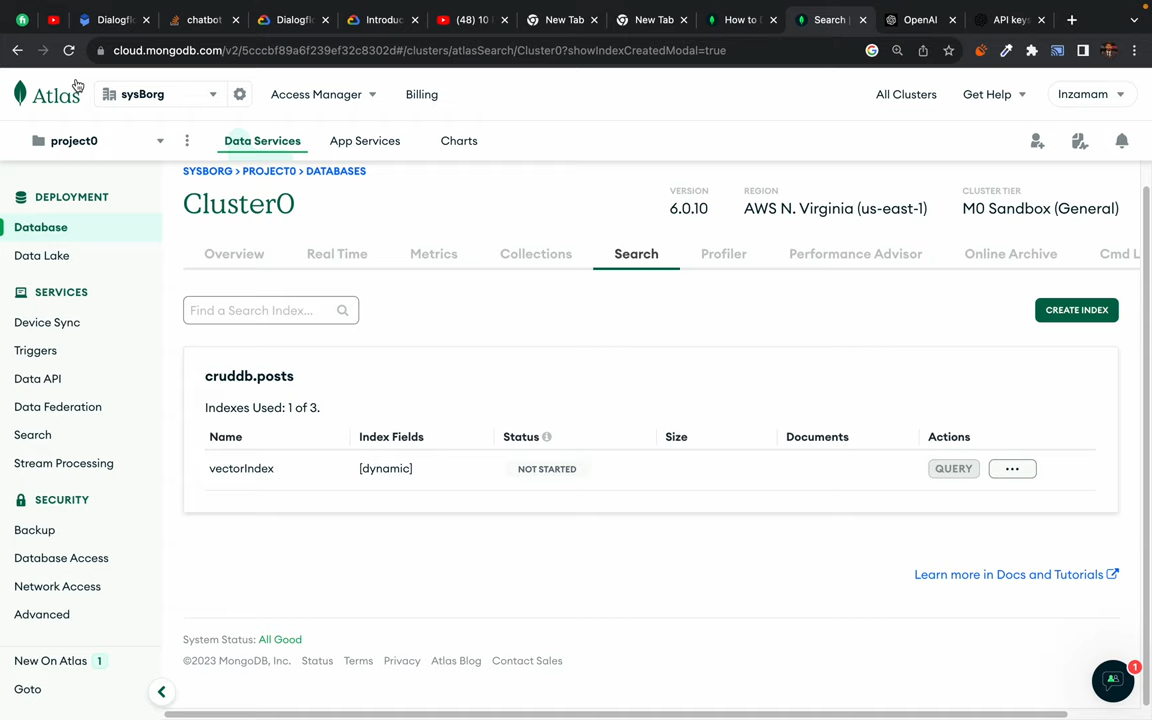 Dialogf
chatbot
Dialogf
Introduc
(48) 10 I
New Tab
New Tab
How to D
Search |
OpenAI
API keys
cloud.mongodb.com/v2/5cccbf89a6f239ef32c8302d#/clusters/atlasSearch/Cluster0?showIndexCreatedModal=true
Atlas
sysBorg
Access Manager
Billing
All Clusters
Get Help
Inzamam
project0
Data Services
App Services
Charts
DEPLOYMENT
Database
Data Lake
SERVICES
Device Sync
Triggers
Data API
Data Federation
Search
Stream Processing
SECURITY
Backup
Database Access
Network Access
Advanced
New On Atlas 1
Goto
SYSBORG > PROJECT0 > DATABASES
Cluster0
VERSION
6.0.10
REGION
AWS N. Virginia (us-east-1)
CLUSTER TIER
M0 Sandbox (General)
Overview
Real Time
Metrics
Collections
Search
Profiler
Performance Advisor
Online Archive
Cmd L
Find a Search Index...
CREATE INDEX
cruddb.posts
Indexes Used: 1 of 3.
Name Index Fields Status Size Documents Actions
vectorIndex [dynamic] NOT STARTED QUERY ...
Learn more in Docs and Tutorials
System Status: All Good
©2023 MongoDB, Inc. Status Terms Privacy Atlas Blog Contact Sales
1